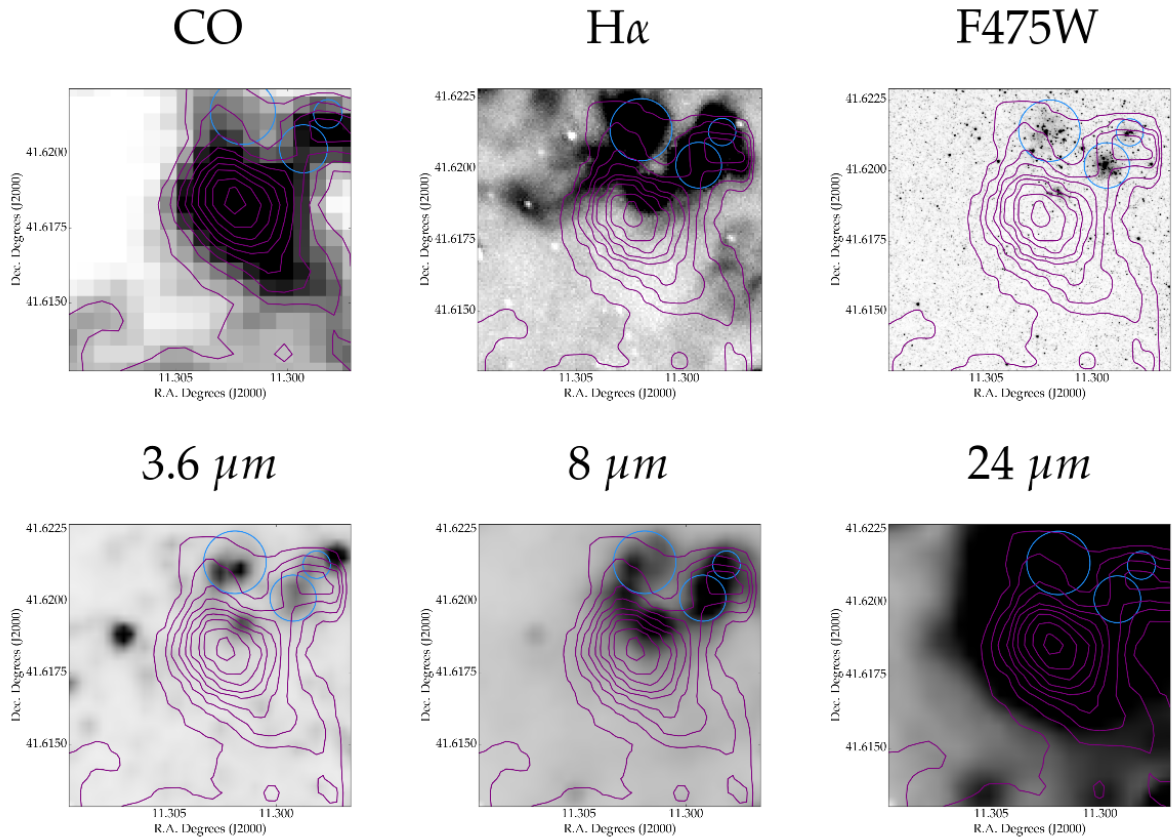 CO
Hα
F475W
Dec. Degrees (J2000)
41.6200
41.6175
41.6150
11.305
11.300
R.A. Degrees (J2000)
Dec. Degrees (J2000)
41.6225
41.6200
41.6175
41.6150
11.305
11.300
R.A. Degrees (J2000)
Dec. Degrees (J2000)
41.6225
41.6200
41.6175
41.6150
11.305
11.300
R.A. Degrees (J2000)
3.6 μm
8 μm
24 μm
Dec. Degrees (J2000)
41.6225
41.6200
41.6175
41.6150
11.305
11.300
R.A. Degrees (J2000)
Dec. Degrees (J2000)
41.6225
41.6200
41.6175
41.6150
11.305
11.300
R.A. Degrees (J2000)
Dec. Degrees (J2000)
41.6225
41.6200
41.6175
41.6150
11.305
11.300
R.A. Degrees (J2000)